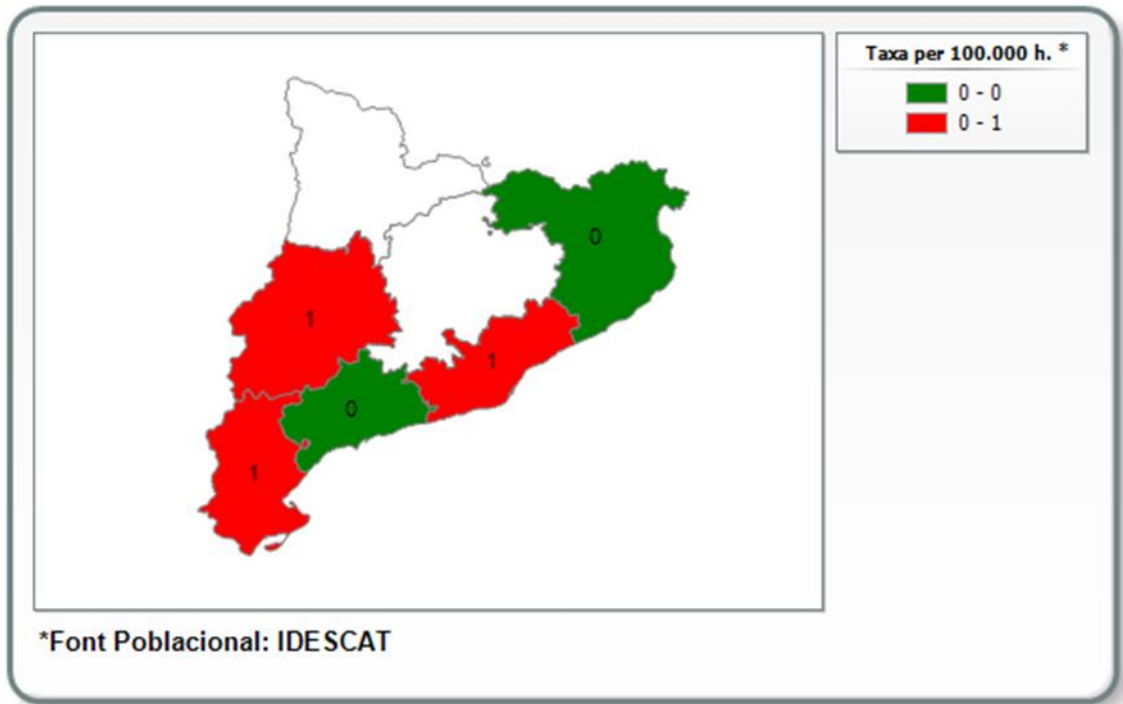 Taxa per 100.000 h. *
0 - 0
0 - 1
0
1
1
0
1
*Font Poblacional: IDESCAT